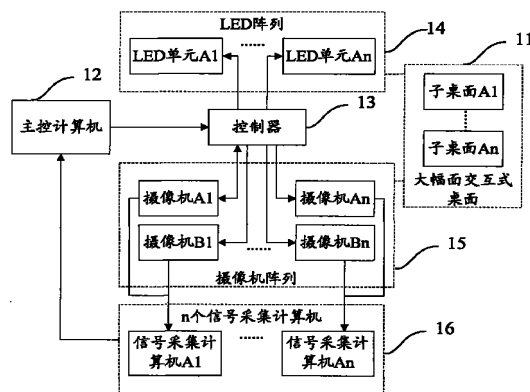 LED阵列
14
11
LED单元A1
LED单元An
12
13
子桌面A1
主控计算机
控制器
子桌面An
大幅面交互式
桌面
摄像机A1
摄像机An
摄像机B1
摄像机Bn
15
摄像机阵列
n个信号采集计算机
16
信号采集计
算机A1
信号采集计
算机An